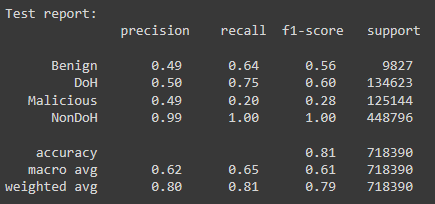 Test report:
precision recall f1-score support
Benign 0.49 0.64 0.56 9827
DoH 0.50 0.75 0.60 134623
Malicious 0.49 0.20 0.28 125144
NonDoH 0.99 1.00 1.00 448796
accuracy 0.81 718390
macro avg 0.62 0.65 0.61 718390
weighted avg 0.80 0.81 0.79 718390